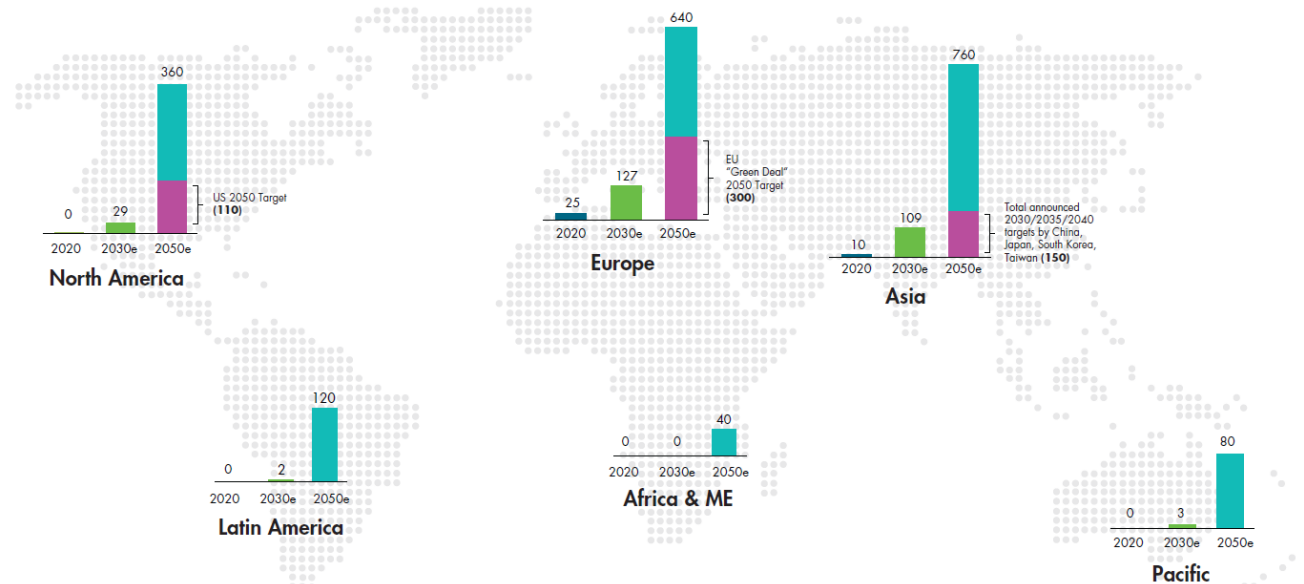 360
US 2050 Target
(110)
0
29
2020 2030e 2050e
North America
640
EU
"Green Deal"
2050 Target
(300)
127
25
2020 2030e 2050e
Europe
760
Total announced
2030/2035/2040
targets by China,
Japan, South Korea,
Taiwan (150)
109
10
2020 2030e 2050e
Asia
120
0
2
2020 2030e 2050e
Latin America
40
0
0
2020 2030e 2050e
Africa & ME
80
0
3
2020 2030e 2050e
Pacific